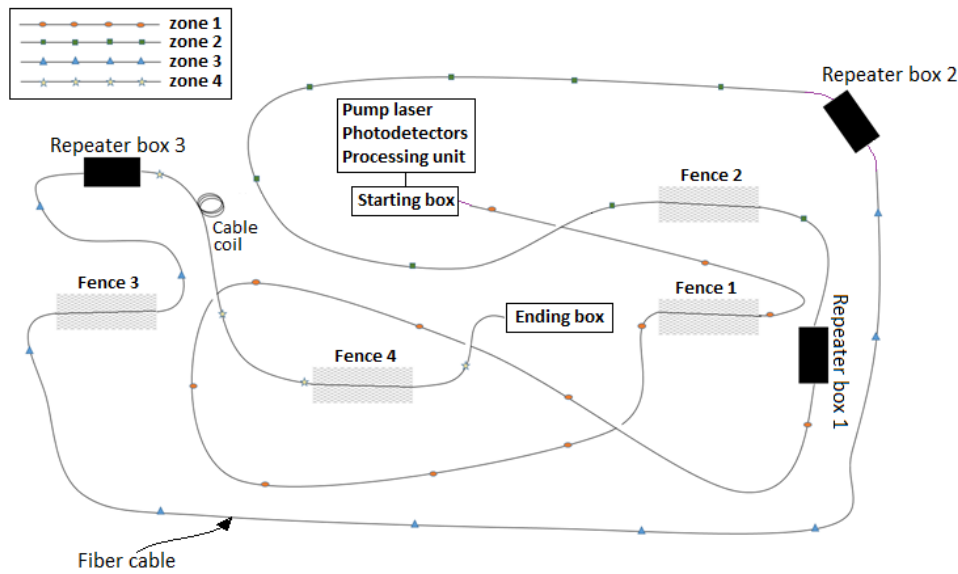 zone 1
zone 2
zone 3
zone 4
Repeater box 2
Pump laser
Photodetectors
Processing unit
Repeater box 3
Fence 2
Starting box
Cable
coil
Fence 3
Fence 1
Ending box
Repeater box 1
Fence 4
Fiber cable